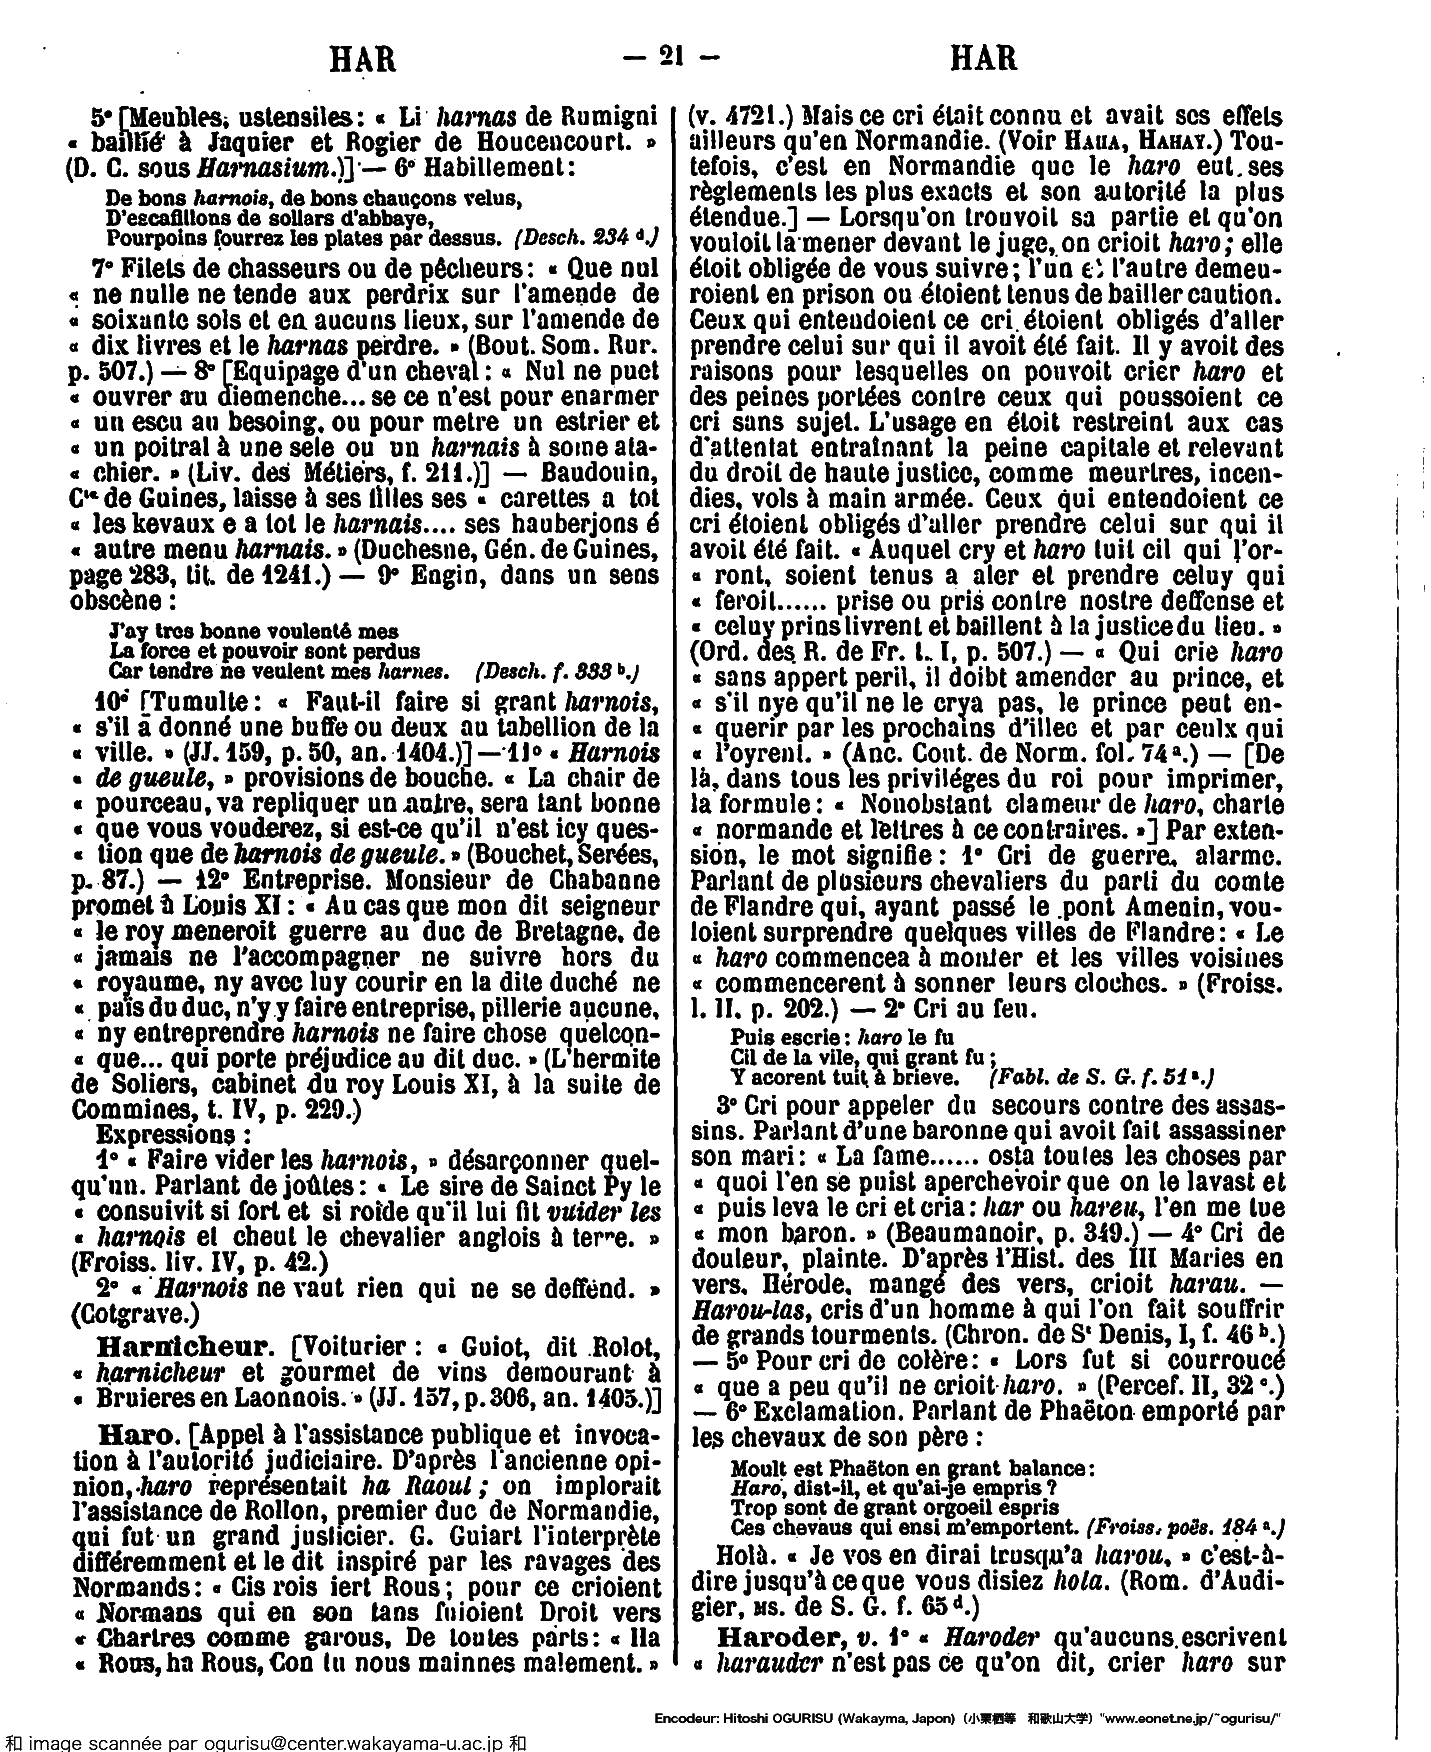 HAR — 21 — HAR
5° [Meubles, ustensiles : « Li harnas de Rumigni
« baillié à Jaquier et Rogier de Houcencourt. »
(D. C. sous Harnasium.)] — 6° Habillement :
De bons harnois, de bons chauçons velus,
D'escafillons de sollars d'abbaye,
Pourpoins fourrez les plates par dessus. (Desch. 234 d.)
7° Filets de chasseurs ou de pêcheurs : « Que nul
« ne nulle ne tende aux perdrix sur l'amende de
« soixante sols et en aucuns lieux, sur l'amende de
« dix livres et le harnas perdre. » (Bout. Som. Rur.
p. 507.) — 8° [Equipage d'un cheval : « Nul ne puet
« ouvrer au diemenche... se ce n'est pour enarmer
« un escu au besoing, ou pour metre un estrier et
« un poitral à une sele ou un harnais à some ata-
« chier. » (Liv. des Métiers, f. 211.)] — Baudouin,
Cte de Guines, laisse à ses filles ses « carettes a tot
« les kevaux e a tot le harnais.... ses hauberjons é
« autre menu harnais. » (Duchesne, Gén. de Guines,
page 283, tit. de 1241.) — 9° Engin, dans un sens
obscène :
J'ay tres bonne voulenté mes
La force et pouvoir sont perdus
Car tendre ne veulent mes harnes. (Desch. f. 333 b.)
10° [Tumulte : « Faut-il faire si grant harnois,
« s'il a donné une buffe ou deux au tabellion de la
« ville. » (JJ. 159, p. 50, an. 1404.)] — 11° « Harnois
« de gueule, » provisions de bouche. « La chair de
« pourceau, va repliquer un autre, sera tant bonne
« que vous vouderez, si est-ce qu'il n'est icy ques-
« tion que de harnois de gueule. » (Bouchet, Serées,
p. 87.) — 12° Entreprise. Monsieur de Chabanne
promet à Louis XI : « Au cas que mon dit seigneur
« le roy meneroit guerre au duc de Bretagne, de
« jamais ne l'accompagner ne suivre hors du
« royaume, ny avec luy courir en la dite duché ne
« païs du duc, n'y y faire entreprise, pillerie aucune,
« ny entreprendre harnois ne faire chose quelcon-
« que... qui porte préjudice au dit duc. » (L'hermite
de Soliers, cabinet du roy Louis XI, à la suite de
Commines, t. IV, p. 229.)
Expressions :
1° « Faire vider les harnois, » désarçonner quel-
qu'un. Parlant de joûtes : « Le sire de Sainct Py le
« consuivit si fort et si roide qu'il lui fit vuider les
« harnois et cheut le chevalier anglois à terre. »
(Froiss. liv. IV, p. 42.)
2° « Harnois ne vaut rien qui ne se deffend. »
(Cotgrave.)
Harnicheur. [Voiturier : « Guiot, dit Rolot,
« harnicheur et gourmet de vins demourant à
« Bruieres en Laonnois. » (JJ. 157, p. 306, an. 1405.)]
Haro. [Appel à l'assistance publique et invoca-
tion à l'autorité judiciaire. D'après l'ancienne opi-
nion, haro représentait ha Raoul ; on implorait
l'assistance de Rollon, premier duc de Normandie,
qui fut un grand justicier. G. Guiart l'interprète
différemment et le dit inspiré par les ravages des
Normands : « Cis rois iert Rous ; pour ce crioient
« Normans qui en son tans fuioient Droit vers
« Chartres comme garous, De toutes parts : « Ha
« Rous, ha Rous, Con tu nous mainnes malement. »
(v. 4721.) Mais ce cri était connu et avait ses effets
ailleurs qu'en Normandie. (Voir HAHA, HAHAY.) Tou-
tefois, c'est en Normandie que le haro eut ses
règlements les plus exacts et son autorité la plus
étendue.] — Lorsqu'on trouvoit sa partie et qu'on
vouloit la mener devant le juge, on crioit haro ; elle
étoit obligée de vous suivre ; l'un et l'autre demeu-
roient en prison ou étoient tenus de bailler caution.
Ceux qui entendoient ce cri étoient obligés d'aller
prendre celui sur qui il avoit été fait. Il y avoit des
raisons pour lesquelles on pouvoit crier haro et
des peines portées contre ceux qui poussoient ce
cri sans sujet. L'usage en étoit restreint aux cas
d'attentat entraînant la peine capitale et relevant
du droit de haute justice, comme meurtres, incen-
dies, vols à main armée. Ceux qui entendoient ce
cri étoient obligés d'aller prendre celui sur qui il
avoit été fait. « Auquel cry et haro tuit cil qui l'or-
« ront, soient tenus a aler et prendre celuy qui
« feroit...... prise ou pris contre nostre deffense et
« celuy prins livrent et baillent à la justice du lieu. »
(Ord. des R. de Fr. t. I, p. 507.) — « Qui crie haro
« sans appert peril, il doibt amender au prince, et
« s'il nye qu'il ne le crya pas, le prince peut en-
« querir par les prochains d'illec et par ceulx qui
« l'oyrent. » (Anc. Cout. de Norm. fol. 74 a.) — [De
là, dans tous les priviléges du roi pour imprimer,
la formule : « Nonobstant clameur de haro, charte
« normande et lettres à ce contraires. »] Par exten-
sion, le mot signifie : 1° Cri de guerre, alarme.
Parlant de plusieurs chevaliers du parti du comte
de Flandre qui, ayant passé le pont Amenin, vou-
loient surprendre quelques villes de Flandre : « Le
« haro commencea à monter et les villes voisines
« commencerent à sonner leurs cloches. » (Froiss.
l. II, p. 202.) — 2° Cri au feu.
Puis escrie : haro le fu
Cil de la vile, qui grant fu ;
Y acorent tuit à brieve. (Fabl. de S. G. f. 51 a.)
3° Cri pour appeler du secours contre des assas-
sins. Parlant d'une baronne qui avoit fait assassiner
son mari : « La fame...... osta toutes les choses par
« quoi l'en se puist aperchevoir que on le lavast et
« puis leva le cri et cria : har ou hareu, l'en me tue
« mon baron. » (Beaumanoir, p. 349.) — 4° Cri de
douleur, plainte. D'après l'Hist. des III Maries en
vers, Hérode, mangé des vers, crioit harau. —
Harou-las, cris d'un homme à qui l'on fait souffrir
de grands tourments. (Chron. de St Denis, I, f. 46 b.)
— 5° Pour cri de colère : « Lors fut si courroucé
« que a peu qu'il ne crioit haro. » (Percef. II, 32 c.)
— 6° Exclamation. Parlant de Phaëton emporté par
les chevaux de son père :
Moult est Phaëton en grant balance :
Haro, dist-il, et qu'ai-je empris ?
Trop sont de grant orgoeil espris
Ces chevaus qui ensi m'emportent. (Froiss. poës. 184 a.)
Holà. « Je vos en dirai trusqu'a harou, » c'est-à-
dire jusqu'à ce que vous disiez hola. (Rom. d'Audi-
gier, MS. de S. G. f. 65 d.)
Haroder, v. 1° « Haroder qu'aucuns escrivent
« harauder n'est pas ce qu'on dit, crier haro sur
Encodeur: Hitoshi OGURISU (Wakayma, Japon) (小栗栖等 和歌山大学) "www.eonet.ne.jp/~ogurisu/"
和 image scannée par ogurisu@center.wakayama-u.ac.jp 和